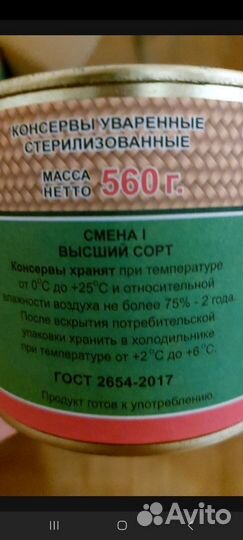 КОНСЕРВЫ УВАРЕННЫЕ
СТЕРИЛИЗОВАННЫЕ
МАССА
НЕТТО 560 г.
СМЕНА I
ВЫСШИЙ СОРТ
Консервы хранят при температуре
от 0°С до +25°С и относительной
влажности воздуха не более 75% - 2 года.
После вскрытия потребительской
упаковки хранить в холодильнике
при температуре от +2°С до +6°С.
ГОСТ 2654-2017
Продукт готов к употреблению.
Avito